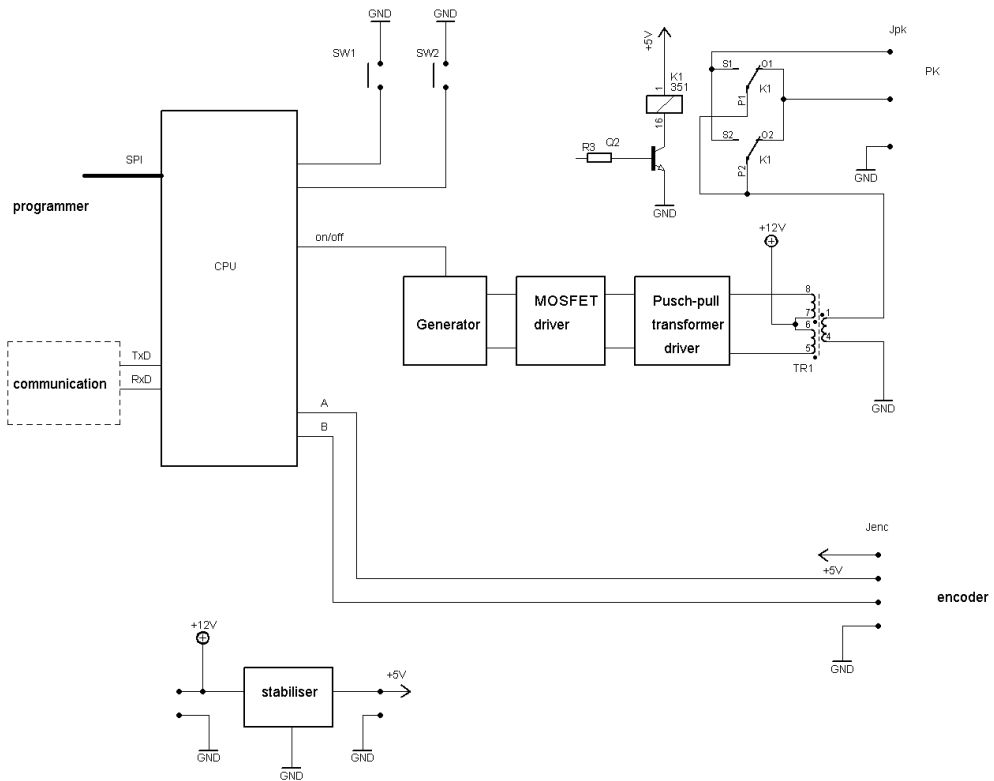 GND
GND
SW1
SW2
+5V
K1
351
1
16
R3
Q2
GND
Jpk
PK
S1
O1
P1
K1
S2
O2
P2
K1
GND
SPI
programmer
CPU
on/off
Generator
MOSFET
driver
Pusch-pull
transformer
driver
+12V
8
7
6
5
1
4
TR1
GND
TxD
RxD
communication
A
B
Jenc
+5V
encoder
GND
+12V
stabiliser
+5V
GND
GND
GND